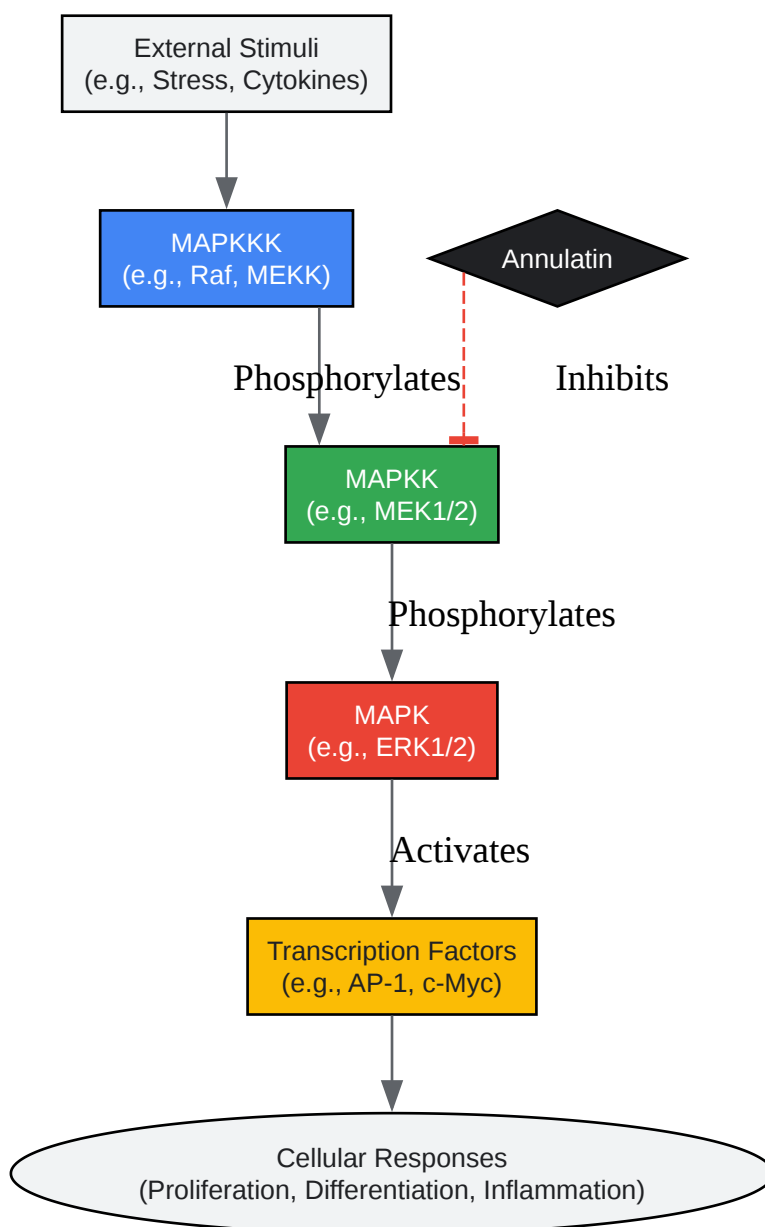 External Stimuli
(e.g., Stress, Cytokines)
MAPKKK
(e.g., Raf, MEKK)
Annulatin
Phosphorylates
Inhibits
MAPKK
(e.g., MEK1/2)
Phosphorylates
MAPK
(e.g., ERK1/2)
Activates
Transcription Factors
(e.g., AP-1, c-Myc)
Cellular Responses
(Proliferation, Differentiation, Inflammation)